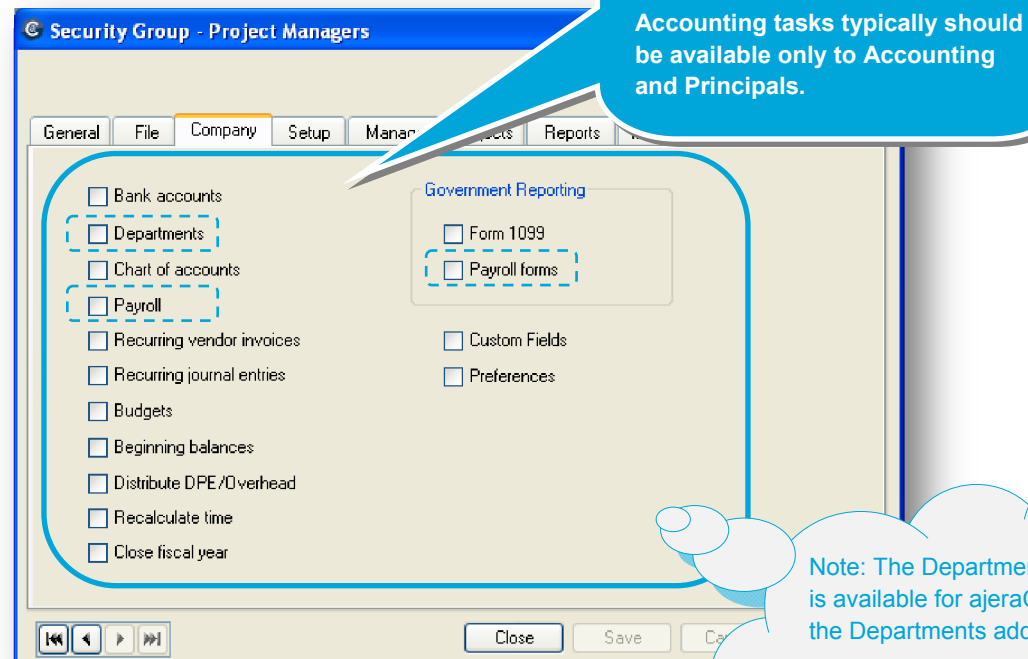 Security Group - Project Managers
Accounting tasks typically should
be available only to Accounting
and Principals.
General File Company Setup Reports
Bank accounts
Departments
Chart of accounts
Payroll
Recurring vendor invoices
Recurring journal entries
Budgets
Beginning balances
Distribute DPE/Overhead
Recalculate time
Close fiscal year
Government Reporting
Form 1099
Payroll forms
Custom Fields
Preferences
Note: The
is available for
the Departments
Close Save